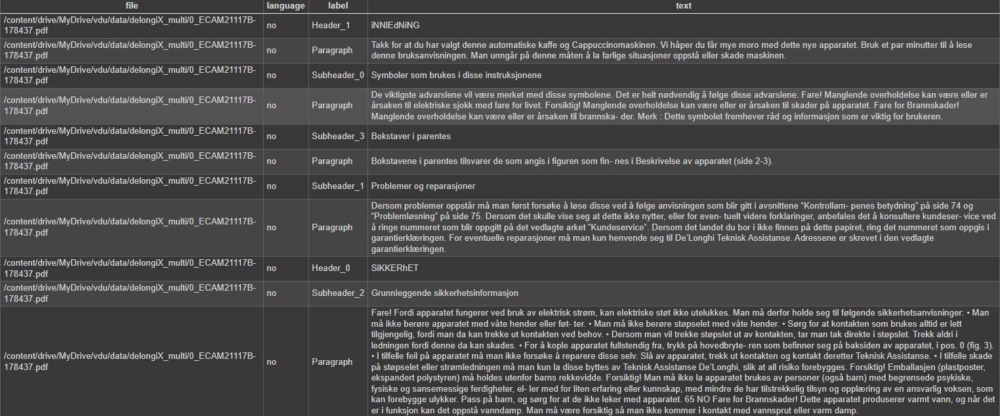 file language label text
/content/drive/MyDrive/vdu/data/delongiX_multi/0_ECAM21117B-
178437.pdf
no
Header_1
iNNlEdNiNG
/content/drive/MyDrive/vdu/data/delongiX_multi/0_ECAM21117B-
178437.pdf
no
Paragraph
Takk for at du har valgt denne automatiske kaffe og Cappuccinomaskinen. Vi håper du får mye moro med dette nye apparatet. Bruk et par minutter til å lese
denne bruksanvisningen. Man unngår på denne måten å la farlige situasjoner oppstå eller skade maskinen.
/content/drive/MyDrive/vdu/data/delongiX_multi/0_ECAM21117B-
178437.pdf
no
Subheader_0
Symboler som brukes i disse instruksjonene
/content/drive/MyDrive/vdu/data/delongiX_multi/0_ECAM21117B-
178437.pdf
no
Paragraph
De viktigste advarslene vil være merket med disse symbolene. Det er helt nødvendig å følge disse advarslene. Fare! Manglende overholdelse kan være eller er
årsaken til elektriske sjokk med fare for livet. Forsiktig! Manglende overholdelse kan være eller er årsaken til skader på apparatet. Fare for Brannskader!
Manglende overholdelse kan være eller er årsaken til brannska- der. Merk : Dette symbolet fremhever råd og informasjon som er viktig for brukeren.
/content/drive/MyDrive/vdu/data/delongiX_multi/0_ECAM21117B-
178437.pdf
no
Subheader_3
Bokstaver i parentes
/content/drive/MyDrive/vdu/data/delongiX_multi/0_ECAM21117B-
178437.pdf
no
Paragraph
Bokstavene i parentes tilsvarer de som angis i figuren som fin- nes i Beskrivelse av apparatet (side 2-3).
/content/drive/MyDrive/vdu/data/delongiX_multi/0_ECAM21117B-
178437.pdf
no
Subheader_1
Problemer og reparasjoner
/content/drive/MyDrive/vdu/data/delongiX_multi/0_ECAM21117B-
178437.pdf
no
Paragraph
Dersom problemer oppstår må man først forsøke å løse disse ved å følge anvisningen som blir gitt i avsnittene “Kontrollam- penes betydning” på side 74 og
“Problemløsning” på side 75. Dersom det skulle vise seg at dette ikke nytter, eller for even- tuelt videre forklaringer, anbefales det å konsultere kundeser- vice ved
å ringe nummeret som blir oppgitt på det vedlagte arket ”Kundeservice”. Dersom det landet du bor i ikke finnes på dette papiret, ring det nummeret som oppgis i
garantierklæringen. For eventuelle reparasjoner må man kun henvende seg til De’Longhi Teknisk Assistanse. Adressene er skrevet i den vedlagte
garantierklæringen.
/content/drive/MyDrive/vdu/data/delongiX_multi/0_ECAM21117B-
178437.pdf
no
Header_0
SiKKERhET
/content/drive/MyDrive/vdu/data/delongiX_multi/0_ECAM21117B-
178437.pdf
no
Subheader_2
Grunnleggende sikkerhetsinformasjon
/content/drive/MyDrive/vdu/data/delongiX_multi/0_ECAM21117B-
178437.pdf
no
Paragraph
Fare! Fordi apparatet fungerer ved bruk av elektrisk strøm, kan elektriske støt ikke utelukkes. Man må derfor holde seg til følgende sikkerhetsanvisninger: • Man
må ikke berøre apparatet med våte hender eller føt- ter. • Man må ikke berøre støpselet med våte hender. • Sørg for at kontakten som brukes alltid er lett
tilgjengelig, fordi man da kan trekke ut kontakten ved behov. • Dersom man vil trekke støpslet ut av kontakten, tar man tak direkte i støpslet. Trekk aldri i
ledningen fordi denne da kan skades. • For å kople apparatet fullstendig fra, trykk på hovedbryte- ren som befinner seg på baksiden av apparatet, i pos. 0 (fig. 3).
• I tilfelle feil på apparatet må man ikke forsøke å reparere disse selv. Slå av apparatet, trekk ut kontakten og kontakt deretter Teknisk Assistanse. • I tilfelle skade
på støpselet eller strømledningen må man kun la disse byttes av Teknisk Assistanse De’Longhi, slik at all risiko forebygges. Forsiktig! Emballasjen (plastposter,
ekspandert polystyren) må holdes utenfor barns rekkevidde. Forsiktig! Man må ikke la apparatet brukes av personer (også barn) med begrensede psykiske,
fysiske og sansemessige ferdigheter, el- ler med for liten erfaring eller kunnskap, med mindre de har tilstrekkelig tilsyn og opplæring av en ansvarlig voksen, som
kan forebygge ulykker. Pass på barn, og sørg for at de ikke leker med apparatet. 65 NO Fare for Brannskader! Dette apparatet produserer varmt vann, og når det
er i funksjon kan det oppstå vanndamp. Man må være forsiktig så man ikke kommer i kontakt med vannsprut eller varm damp.